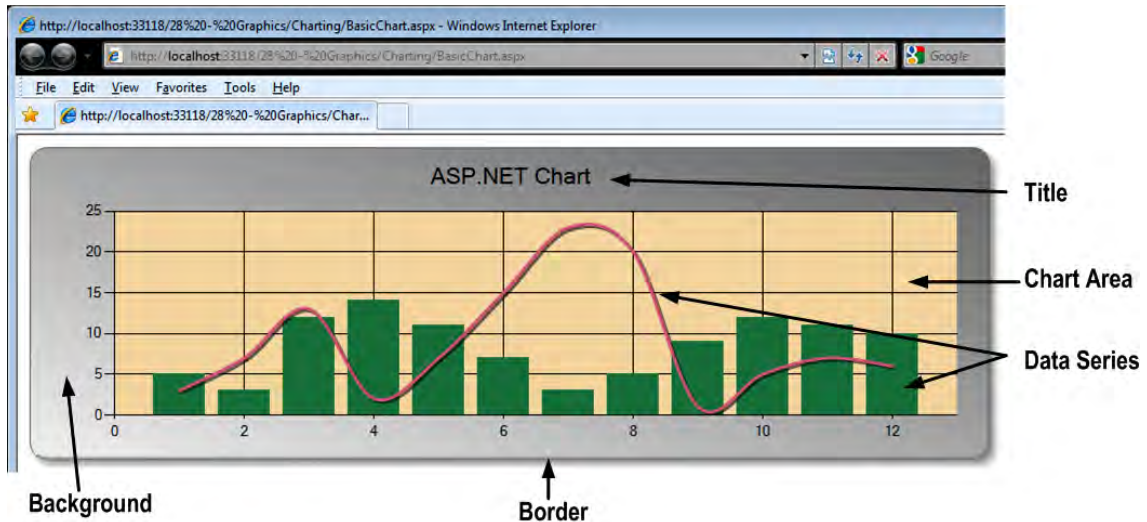 http://localhost:33118/28%20-%20Graphics/Charting/BasicChart.aspx - Windows Internet Explorer
http://localhost:33118/28%20-%20Graphics/Charting/BasicChart.aspx
Google
File Edit View Favorites Tools Help
http://localhost:33118/28%20-%20Graphics/Char...
ASP.NET Chart
Title
25
20
15
10
5
0
0 2 4 6 8 10 12
Chart Area
Data Series
Background
Border